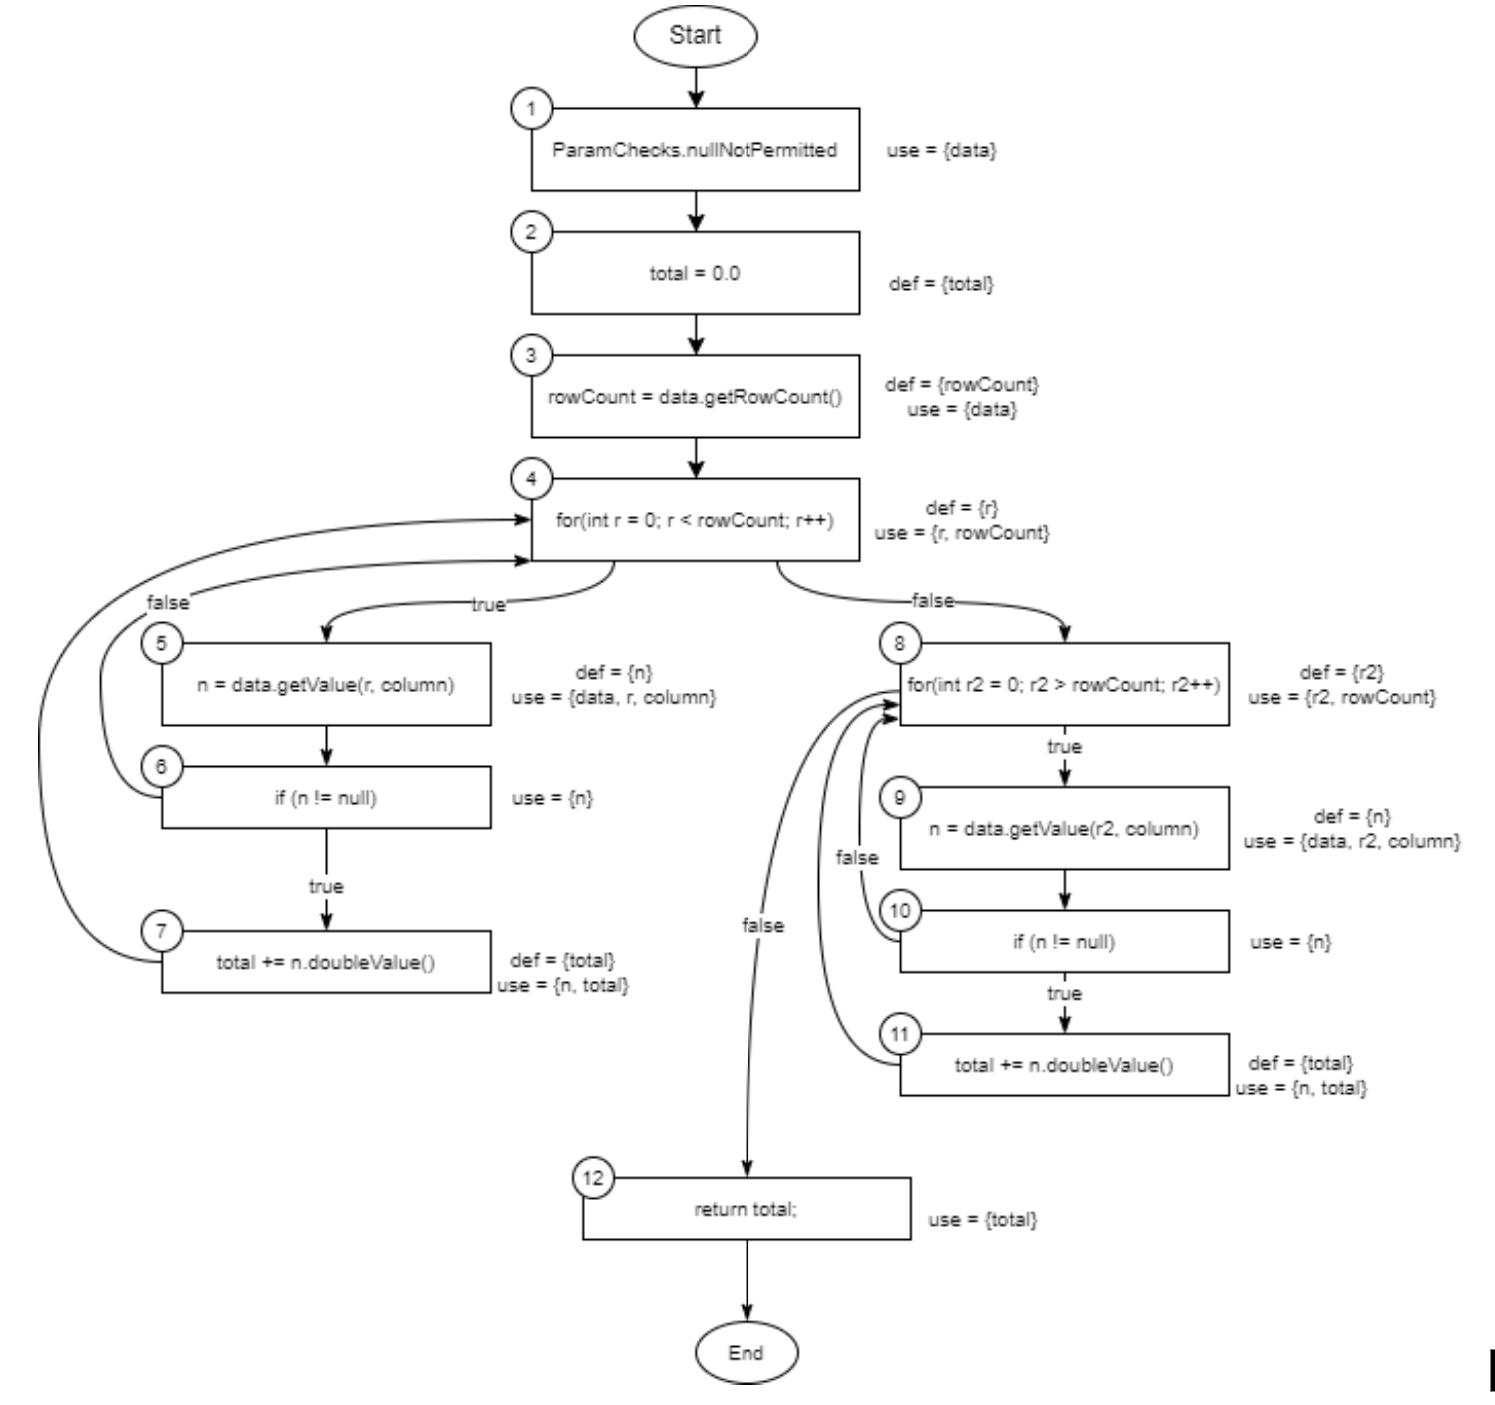 Start
1
ParamChecks.nullNotPermitted
use = {data}
2
total = 0.0
def = {total}
3
rowCount = data.getRowCount()
def = {rowCount}
use = {data}
4
for(int r = 0; r < rowCount; r++)
def = {r}
use = {r, rowCount}
false
true
false
5
n = data.getValue(r, column)
def = {n}
use = {data, r, column}
8
for(int r2 = 0; r2 > rowCount; r2++)
def = {r2}
use = {r2, rowCount}
true
6
if (n != null)
use = {n}
9
n = data.getValue(r2, column)
def = {n}
use = {data, r2, column}
false
true
10
if (n != null)
use = {n}
false
7
total += n.doubleValue()
def = {total}
use = {n, total}
true
11
total += n.doubleValue()
def = {total}
use = {n, total}
12
return total;
use = {total}
End